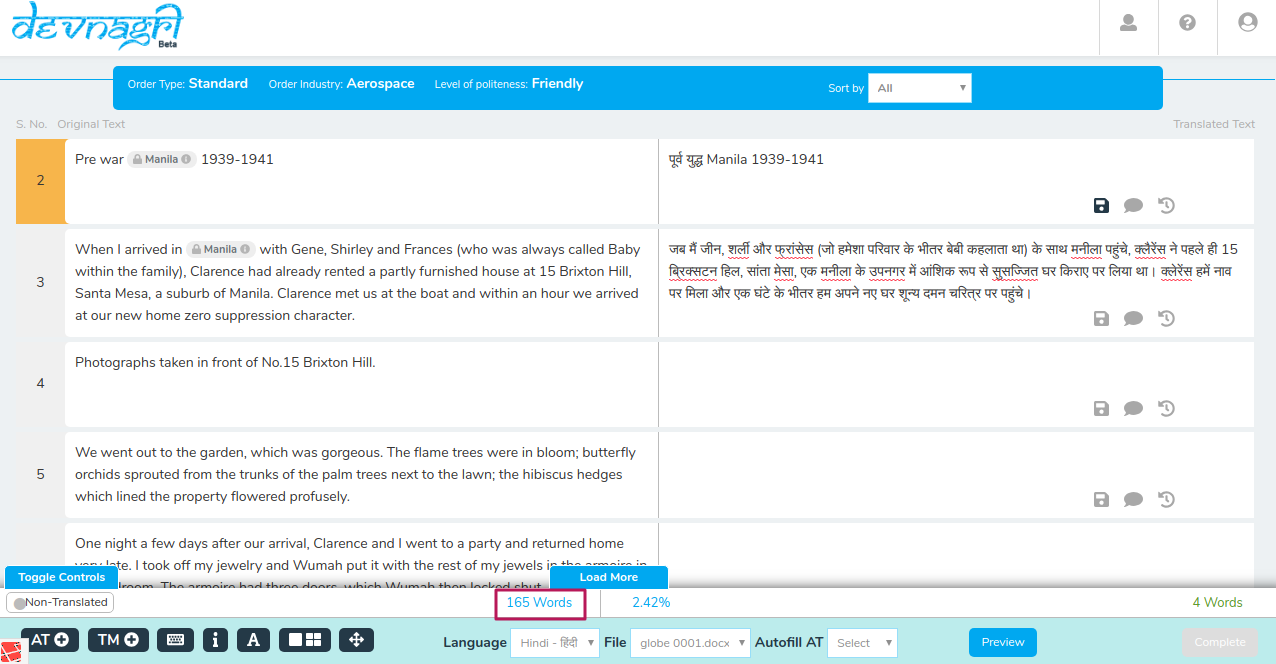 devnagri
Beta
Order Type: Standard Order Industry: Aerospace Level of politeness: Friendly Sort by All
S. No. Original Text Translated Text
2
Pre war Manila 1939-1941
पूर्व युद्ध Manila 1939-1941
3
When I arrived in Manila with Gene, Shirley and Frances (who was always called Baby
within the family), Clarence had already rented a partly furnished house at 15 Brixton Hill,
Santa Mesa, a suburb of Manila. Clarence met us at the boat and within an hour we arrived
at our new home zero suppression character.
जब मैं जीन, शर्ली और फ्रांसेस (जो हमेशा परिवार के भीतर बेबी कहलाता था) के साथ मनीला पहुंचे, क्लैरेंस ने पहले ही 15
ब्रिक्सटन हिल, सांता मेसा, एक मनीला के उपनगर में आंशिक रूप से सुसज्जित घर किराए पर लिया था। क्लेरेंस हमें नाव
पर मिला और एक घंटे के भीतर हम अपने नए घर शून्य दमन चरित्र पर पहुंचे।
4
Photographs taken in front of No.15 Brixton Hill.
5
We went out to the garden, which was gorgeous. The flame trees were in bloom; butterfly
orchids sprouted from the trunks of the palm trees next to the lawn; the hibiscus hedges
which lined the property flowered profusely.
One night a few days after our arrival, Clarence and I went to a party and returned home
late. I took off my jewelry and Wumah put it with the rest of my jewels in the armoire in
The armoire had three doors, which Wumah then locked shut.
Toggle Controls Load More
Non-Translated 165 Words 2.42% 4 Words
AT TM A Language Hindi - हिंदी File globe 0001.docx Autofill AT Select Preview Complete